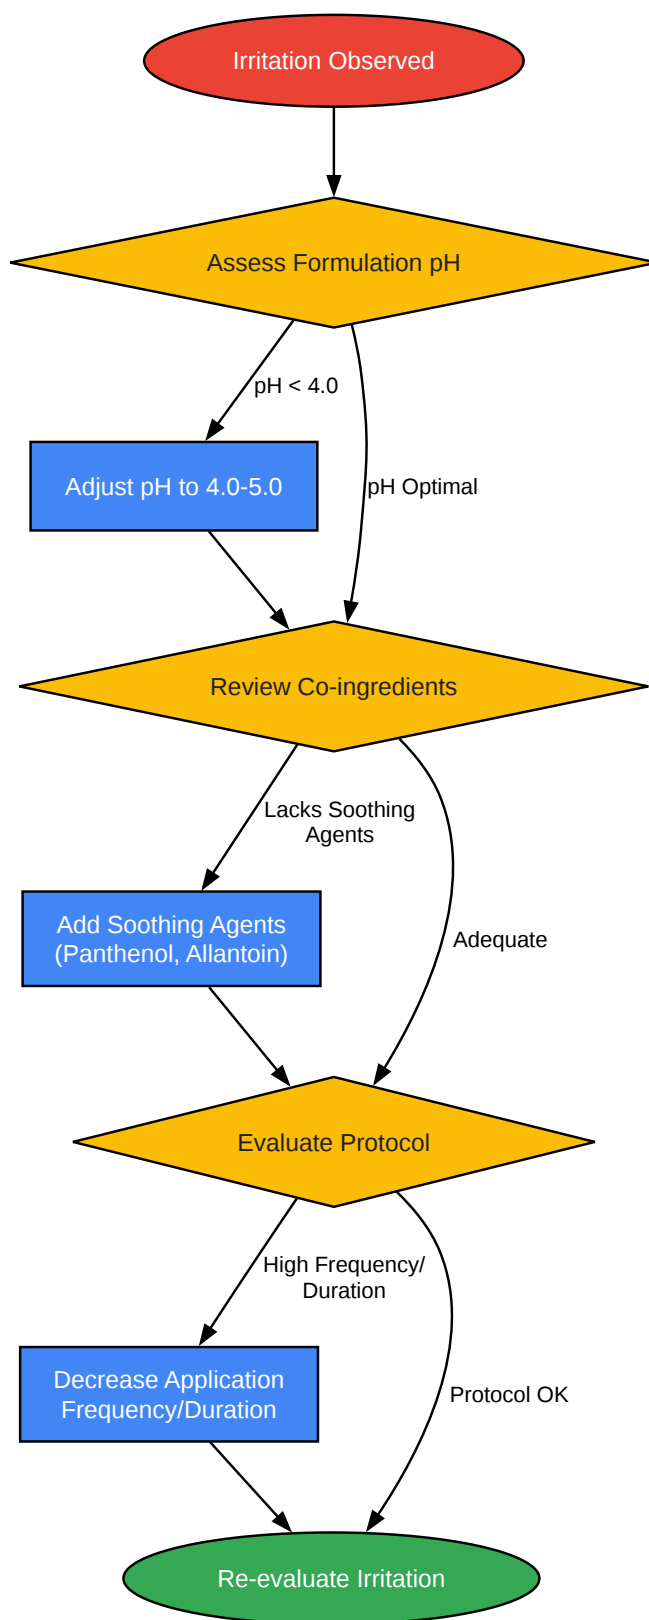 Irritation Observed
Assess Formulation pH
pH < 4.0
Adjust pH to 4.0-5.0
pH Optimal
Review Co-ingredients
Lacks Soothing
Agents
Add Soothing Agents
(Panthenol, Allantoin)
Adequate
Evaluate Protocol
High Frequency/
Duration
Decrease Application
Frequency/Duration
Protocol OK
Re-evaluate Irritation